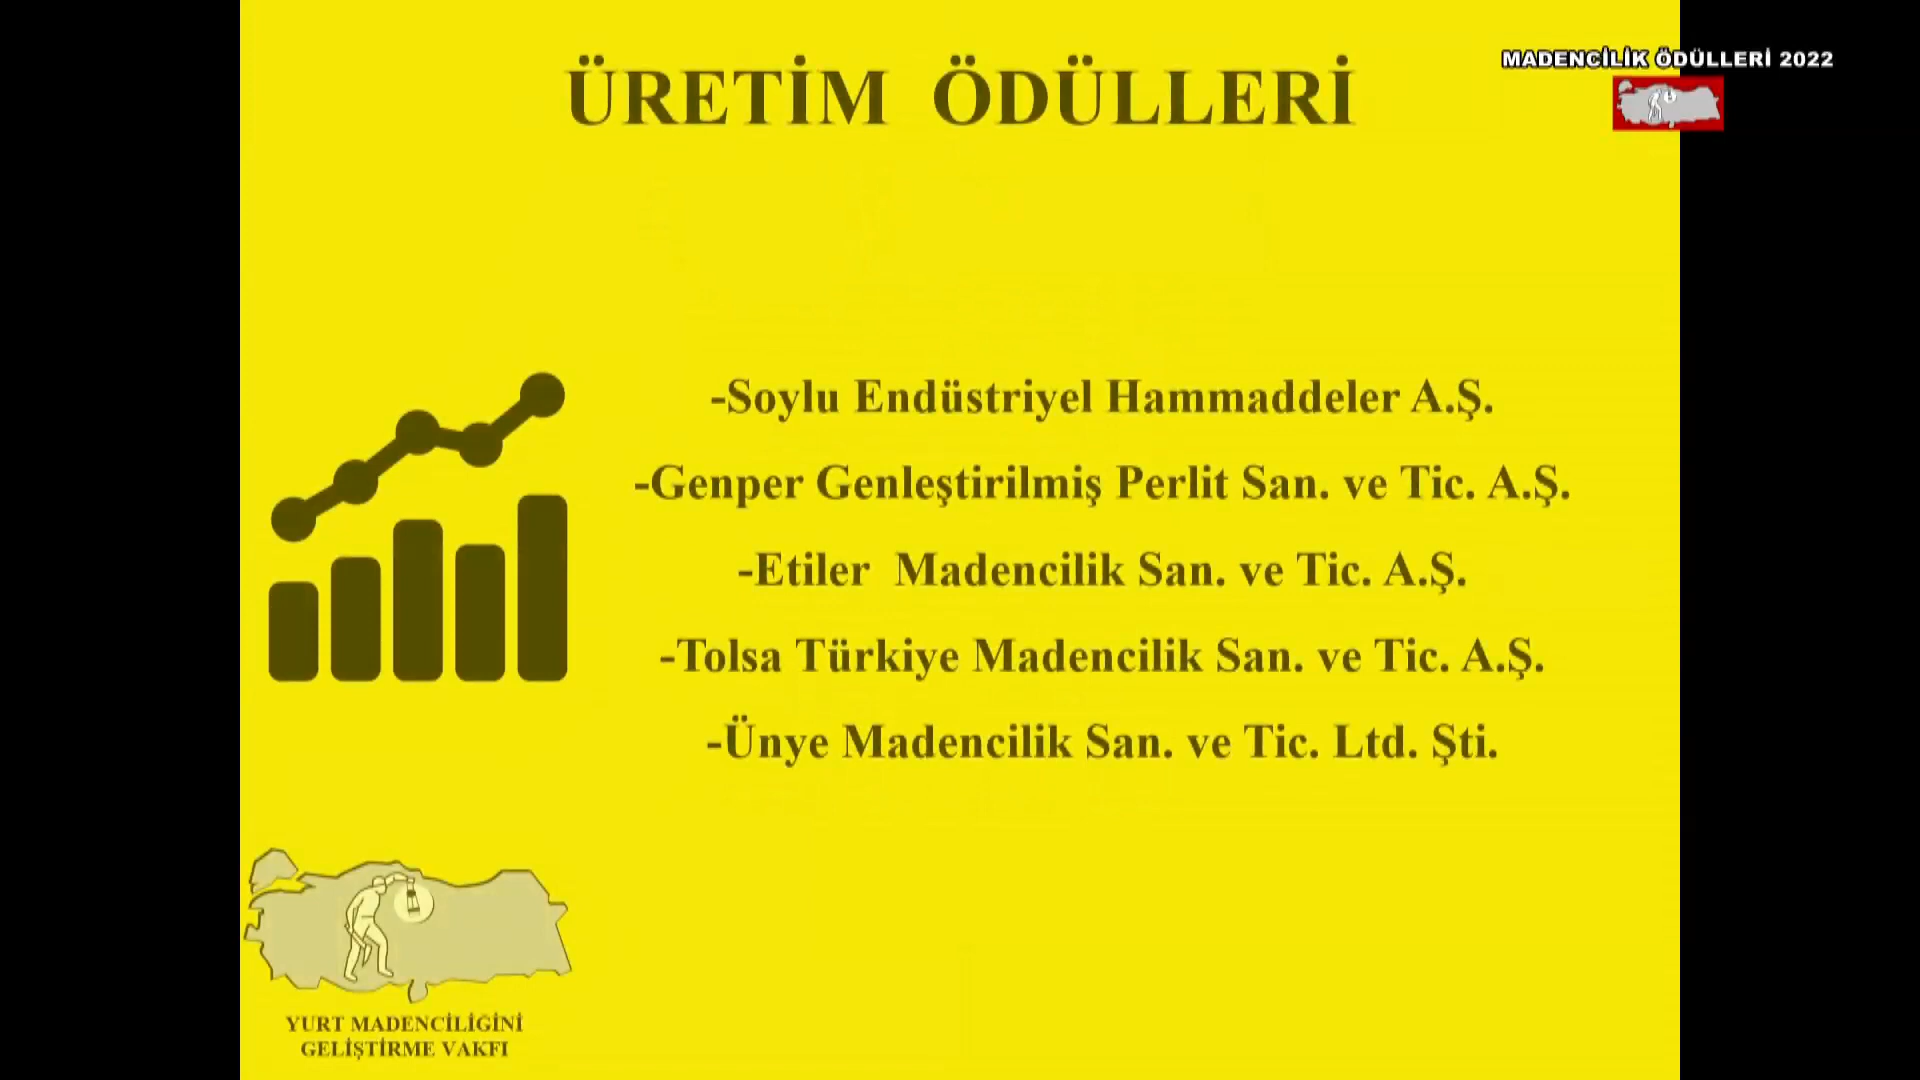 MADENCİLİK ÖDÜLLERİ 2022
ÜRETİM ÖDÜLLERİ
-Soylu Endüstriyel Hammaddeler A.Ş.
-Genper Genleştirilmiş Perlit San. ve Tic. A.Ş.
-Etiler Madencilik San. ve Tic. A.Ş.
-Tolsa Türkiye Madencilik San. ve Tic. A.Ş.
-Ünye Madencilik San. ve Tic. Ltd. Şti.
YURT MADENCİLİĞİNİ
GELİŞTİRME VAKFI